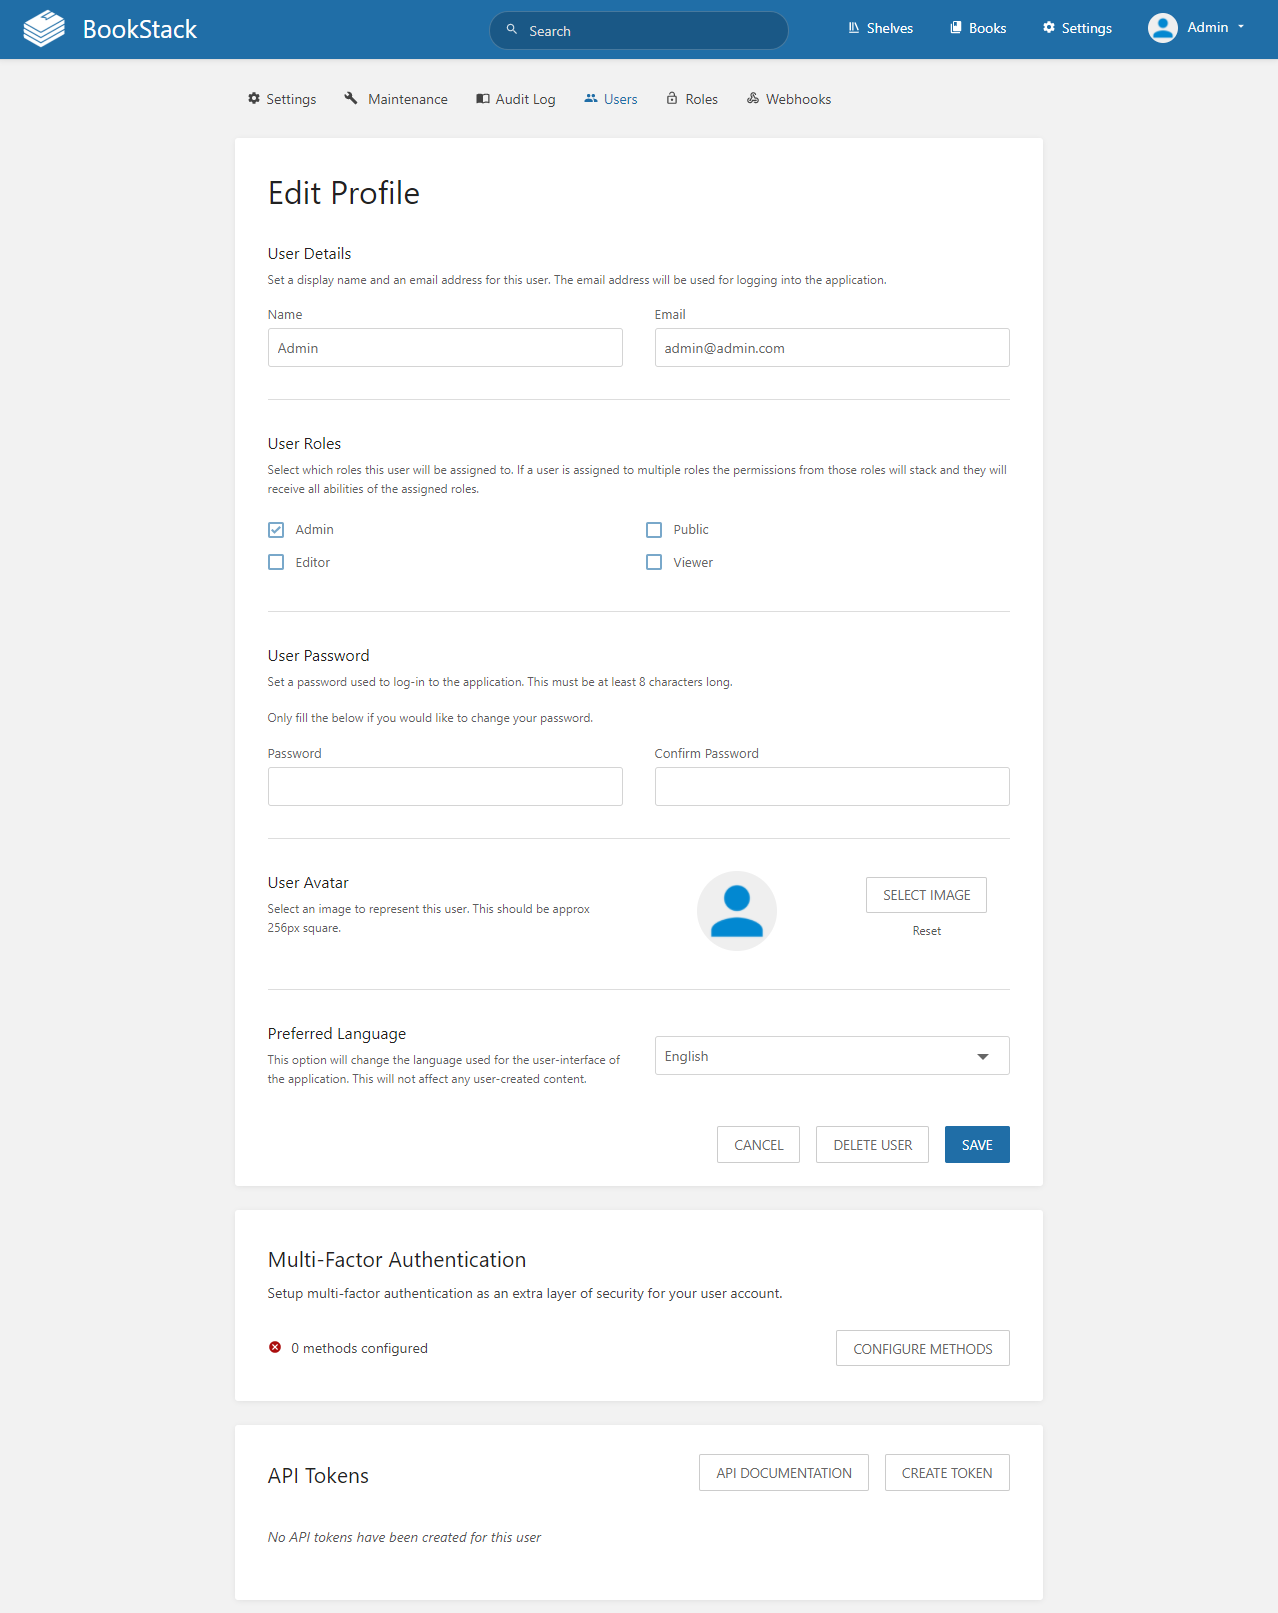 BookStack
Search
Shelves
Books
Settings
Admin
Settings
Maintenance
Audit Log
Users
Roles
Webhooks
Edit Profile
User Details
Set a display name and an email address for this user. The email address will be used for logging into the application.
Name
Email
Admin
admin@admin.com
User Roles
Select which roles this user will be assigned to. If a user is assigned to multiple roles the permissions from those roles will stack and they will
receive all abilities of the assigned roles.
Admin
Public
Editor
Viewer
User Password
Set a password used to log-in to the application. This must be at least 8 characters long.
Only fill the below if you would like to change your password.
Password
Confirm Password
User Avatar
Select an image to represent this user. This should be approx
256px square.
SELECT IMAGE
Reset
Preferred Language
This option will change the language used for the user-interface of
the application. This will not affect any user-created content.
English
CANCEL
DELETE USER
SAVE
Multi-Factor Authentication
Setup multi-factor authentication as an extra layer of security for your user account.
0 methods configured
CONFIGURE METHODS
API Tokens
API DOCUMENTATION
CREATE TOKEN
No API tokens have been created for this user